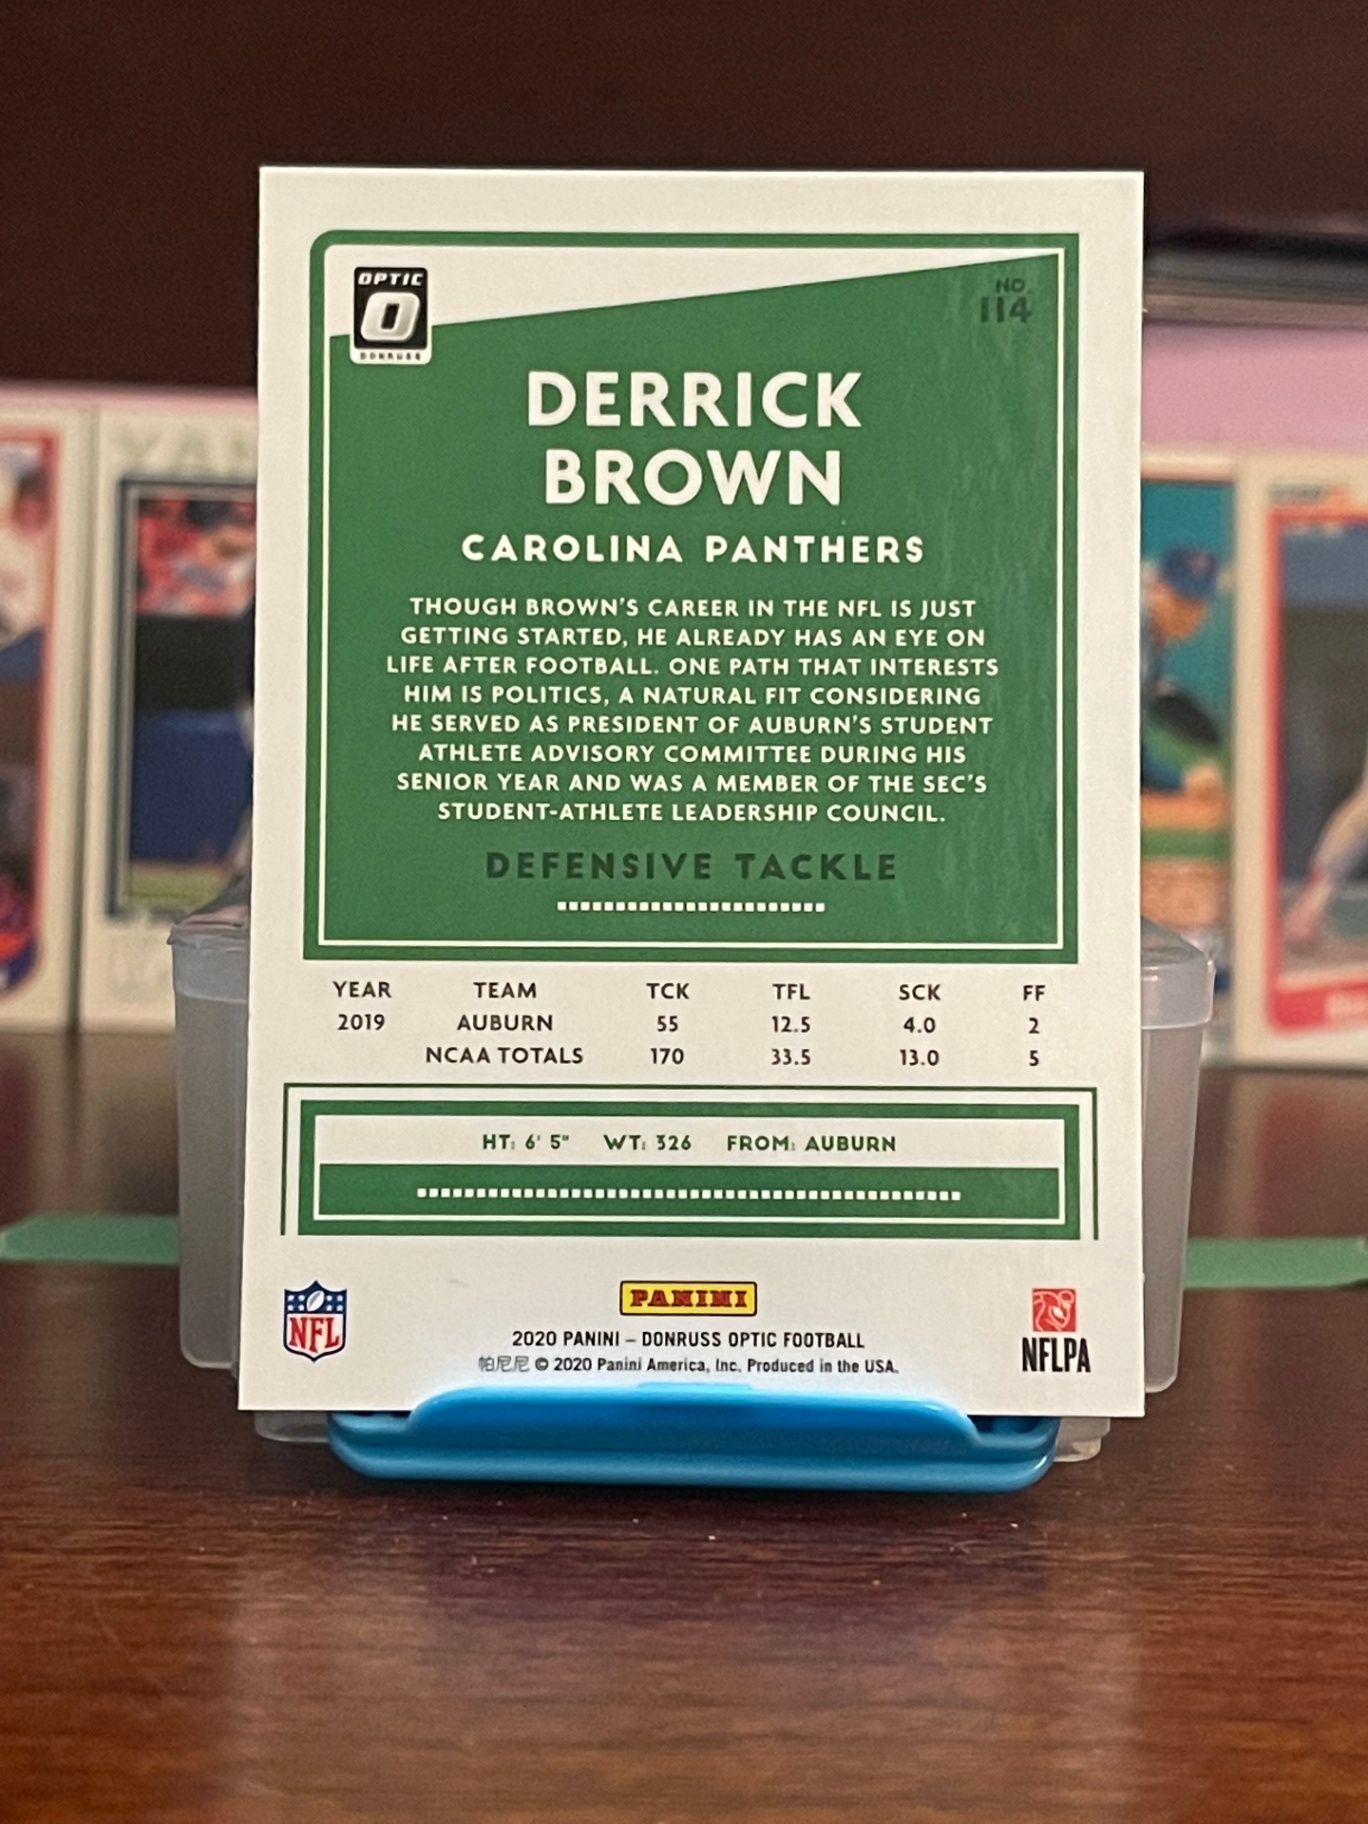 OPTIC
O
DONRUSS
NO.
114
DERRICK
BROWN
CAROLINA PANTHERS
THOUGH BROWN'S CAREER IN THE NFL IS JUST
GETTING STARTED, HE ALREADY HAS AN EYE ON
LIFE AFTER FOOTBALL. ONE PATH THAT INTERESTS
HIM IS POLITICS, A NATURAL FIT CONSIDERING
HE SERVED AS PRESIDENT OF AUBURN'S STUDENT
ATHLETE ADVISORY COMMITTEE DURING HIS
SENIOR YEAR AND WAS A MEMBER OF THE SEC'S
STUDENT-ATHLETE LEADERSHIP COUNCIL.
DEFENSIVE TACKLE
YEAR TEAM TCK TFL SCK FF
2019 AUBURN 55 12.5 4.0 2
NCAA TOTALS 170 33.5 13.0 5
HT: 6' 5" WT: 326 FROM: AUBURN
NFL
PANINI
2020 PANINI – DONRUSS OPTIC FOOTBALL
帕尼尼 © 2020 Panini America, Inc. Produced in the USA.
NFLPA